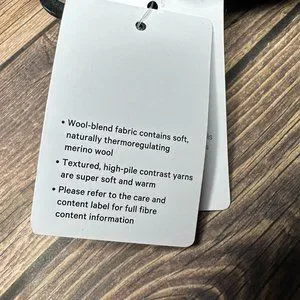 • Wool-blend fabric contains soft,
naturally thermoregulating
merino wool
• Textured, high-pile contrast yarns
are super soft and warm
• Please refer to the care and
content label for full fibre
content information